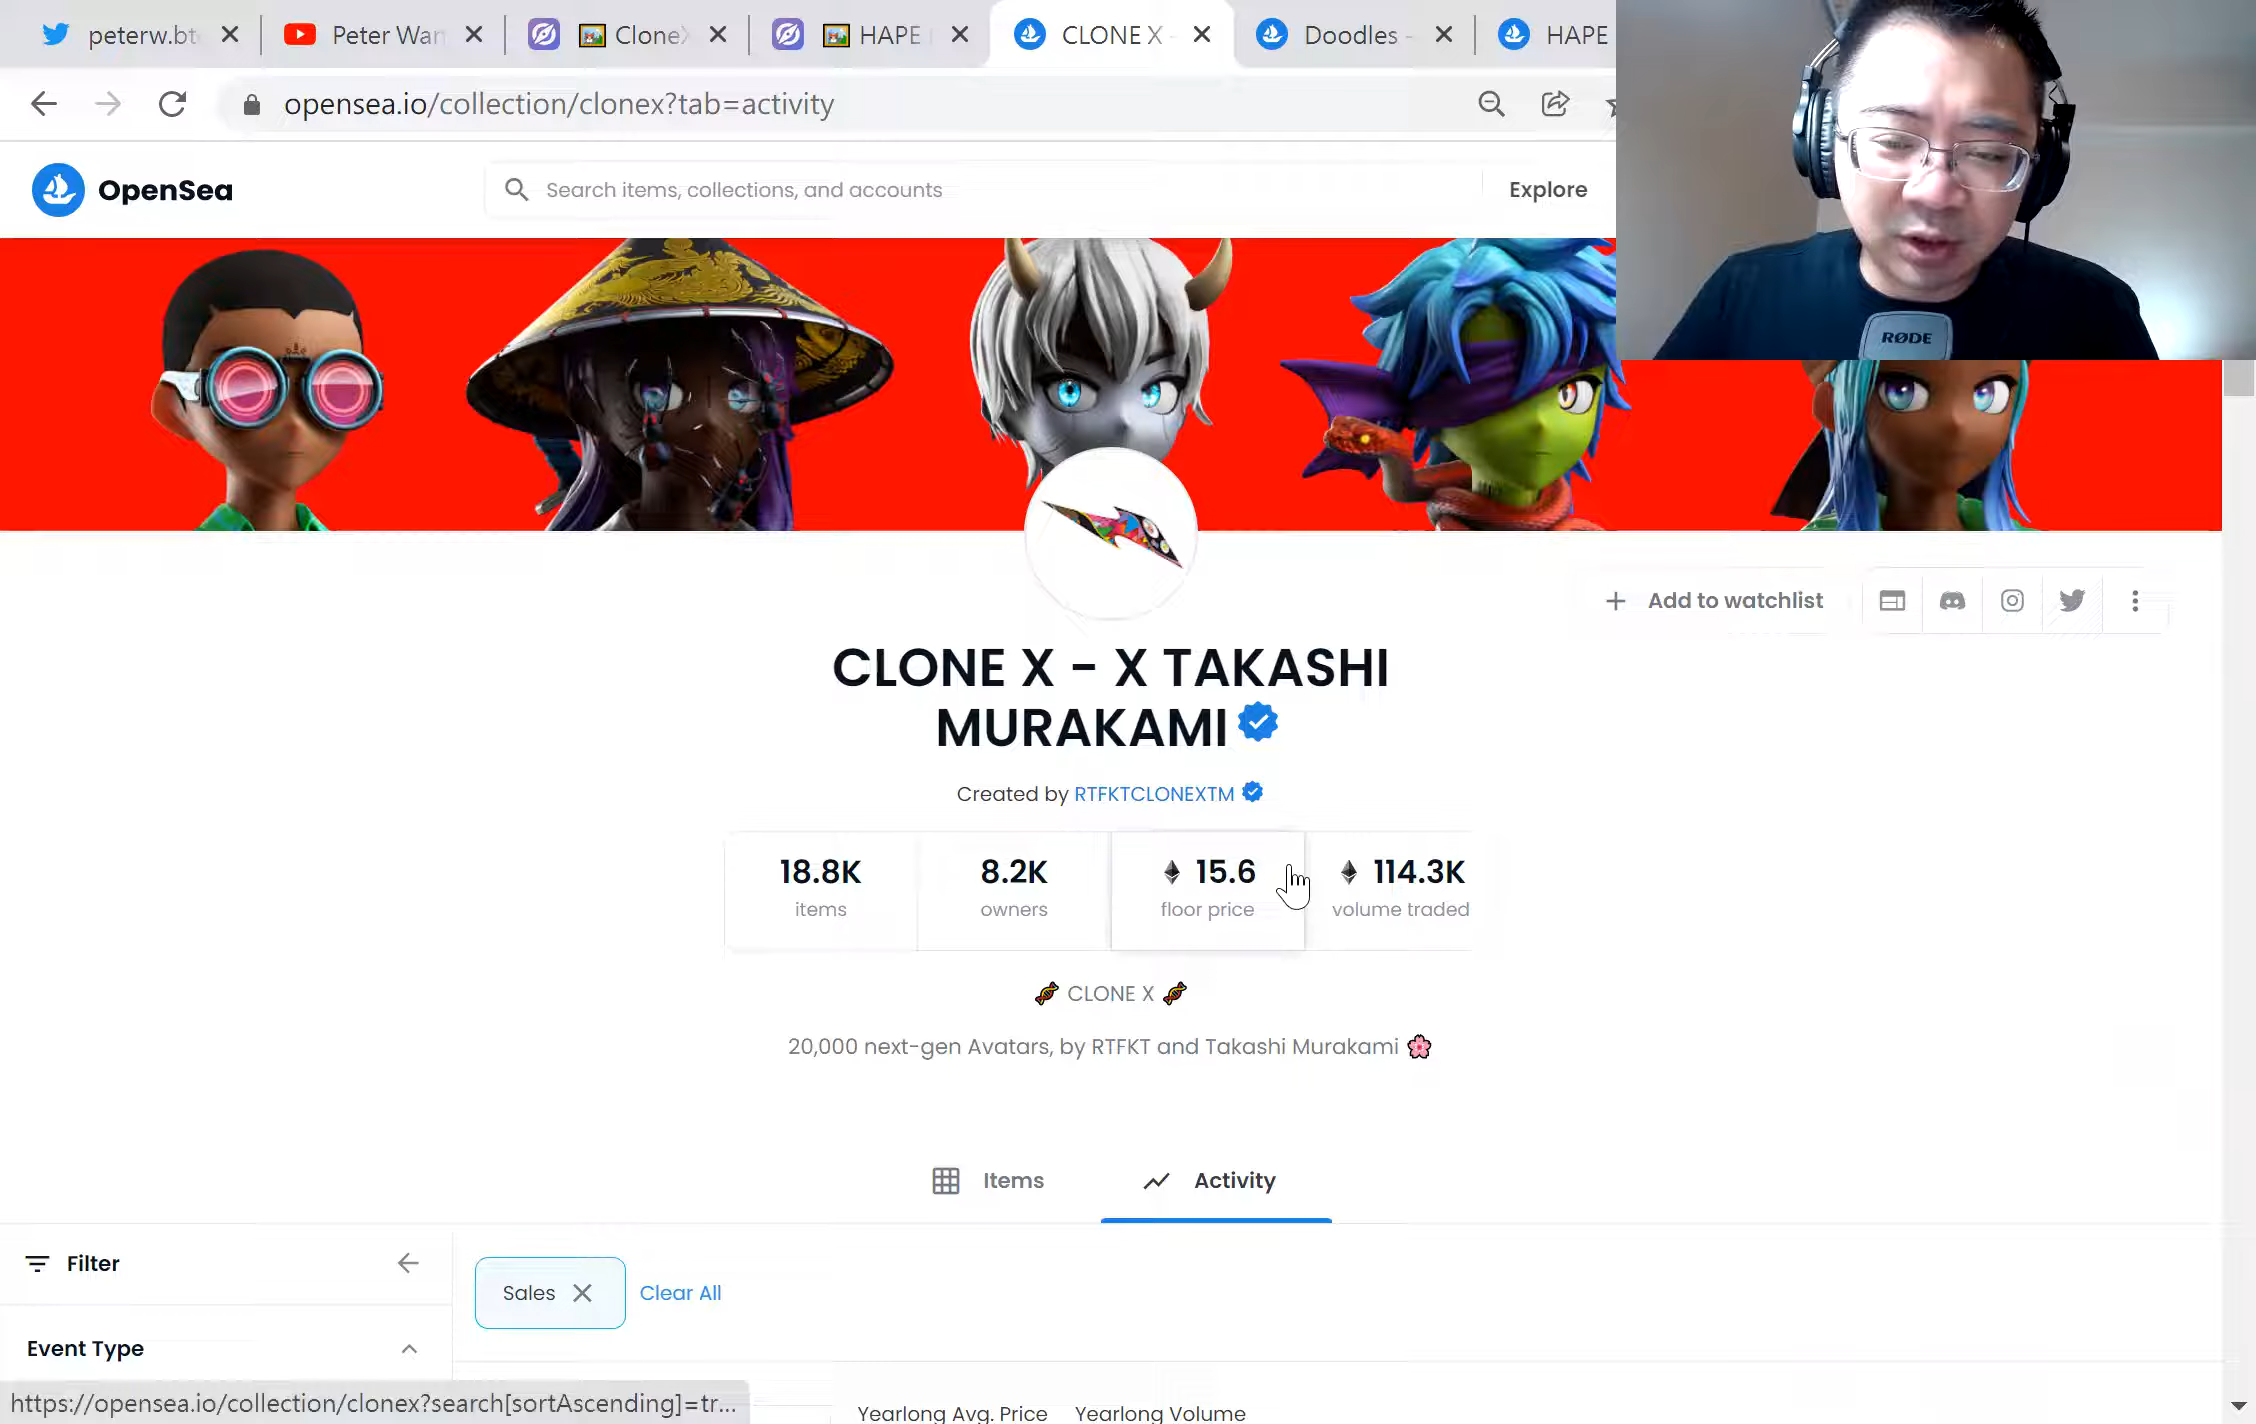 peterw.bt
Peter Wan
CloneX
HAPE
CLONE X -
Doodles -
HAPE
opensea.io/collection/clonex?tab=activity
OpenSea
Search items, collections, and accounts
Explore
RØDE
Add to watchlist
CLONE X - X TAKASHI
MURAKAMI
Created by RTFKTCLONEXTM
18.8K
8.2K
15.6
114.3K
items
owners
floor price
volume traded
CLONE X
20,000 next-gen Avatars, by RTFKT and Takashi Murakami
Items
Activity
Filter
Sales
Clear All
Event Type
https://opensea.io/collection/clonex?search[sortAscending]=tr...
Yearlong Avg. Price
Yearlong Volume